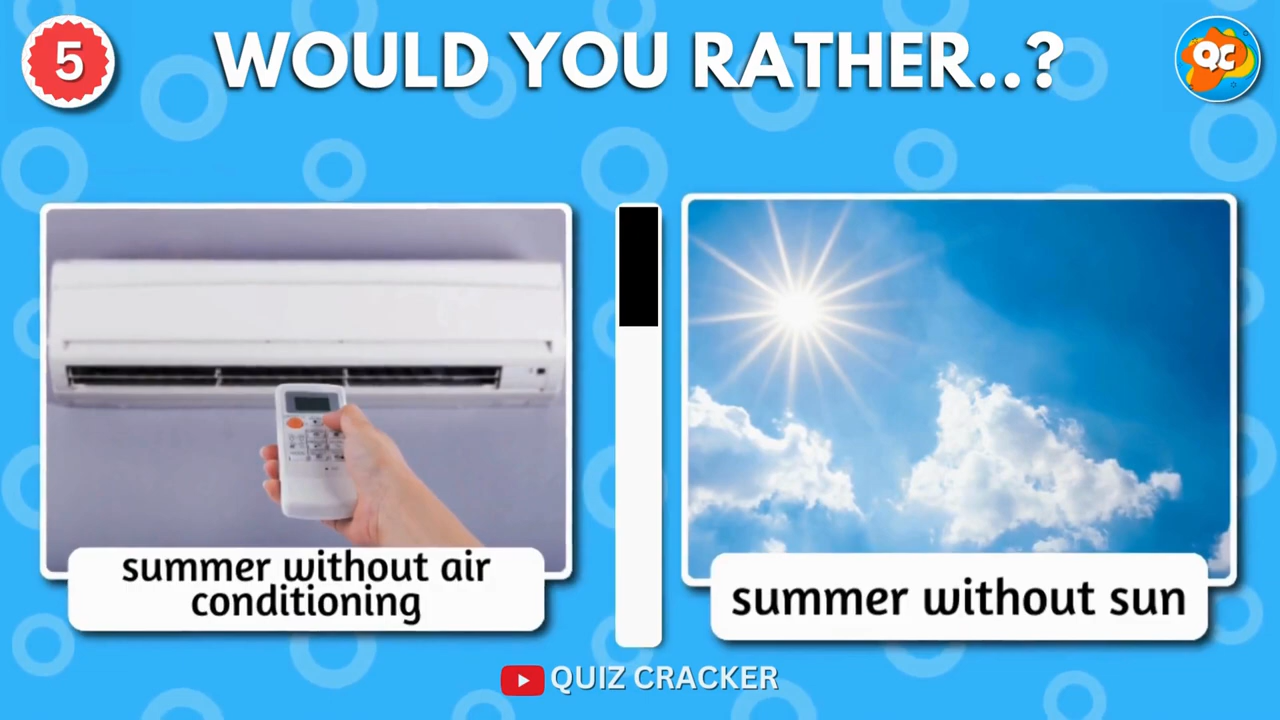 5
WOULD YOU RATHER..?
QC
summer without air
conditioning
summer without sun
QUIZ CRACKER